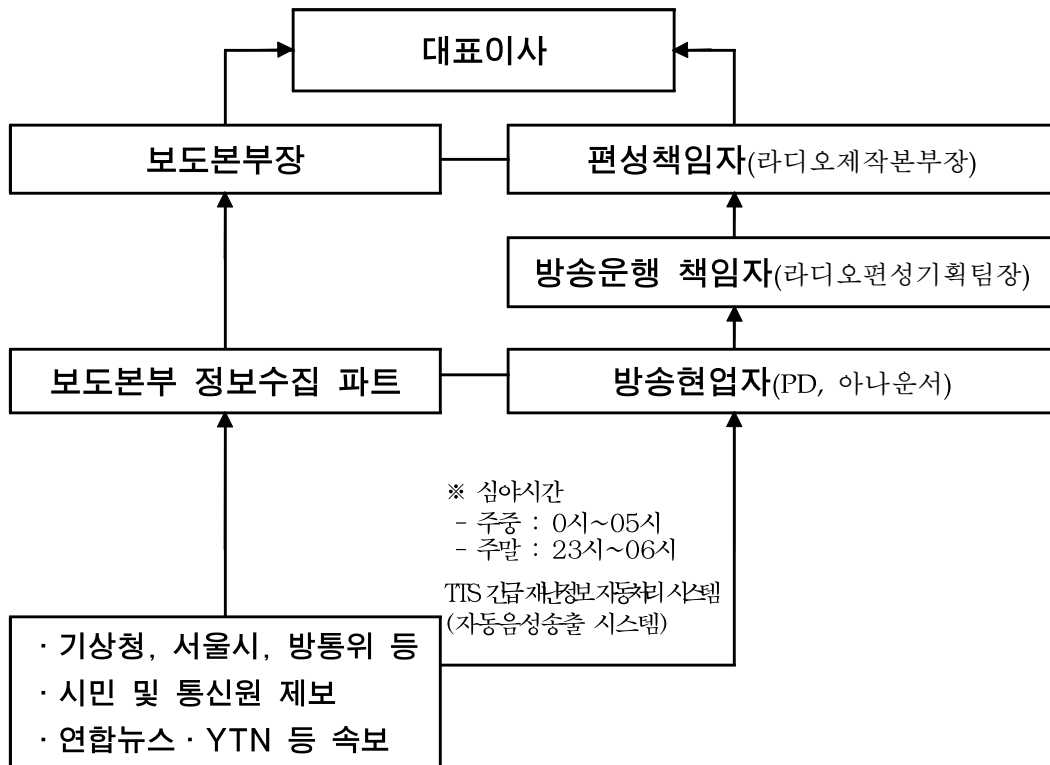 대표이사
보도본부장
편성책임자(라디오제작본부장)
방송운행 책임자(라디오편성기획팀장)
보도본부 정보수집 파트
방송현업자(PD, 아나운서)
※ 심야시간
- 주중 : 0시~05시
- 주말 : 23시~06시
TTS 긴급 재난정보 자동처리 시스템
(자동음성송출 시스템)
· 기상청, 서울시, 방통위 등
· 시민 및 통신원 제보
· 연합뉴스 · YTN 등 속보